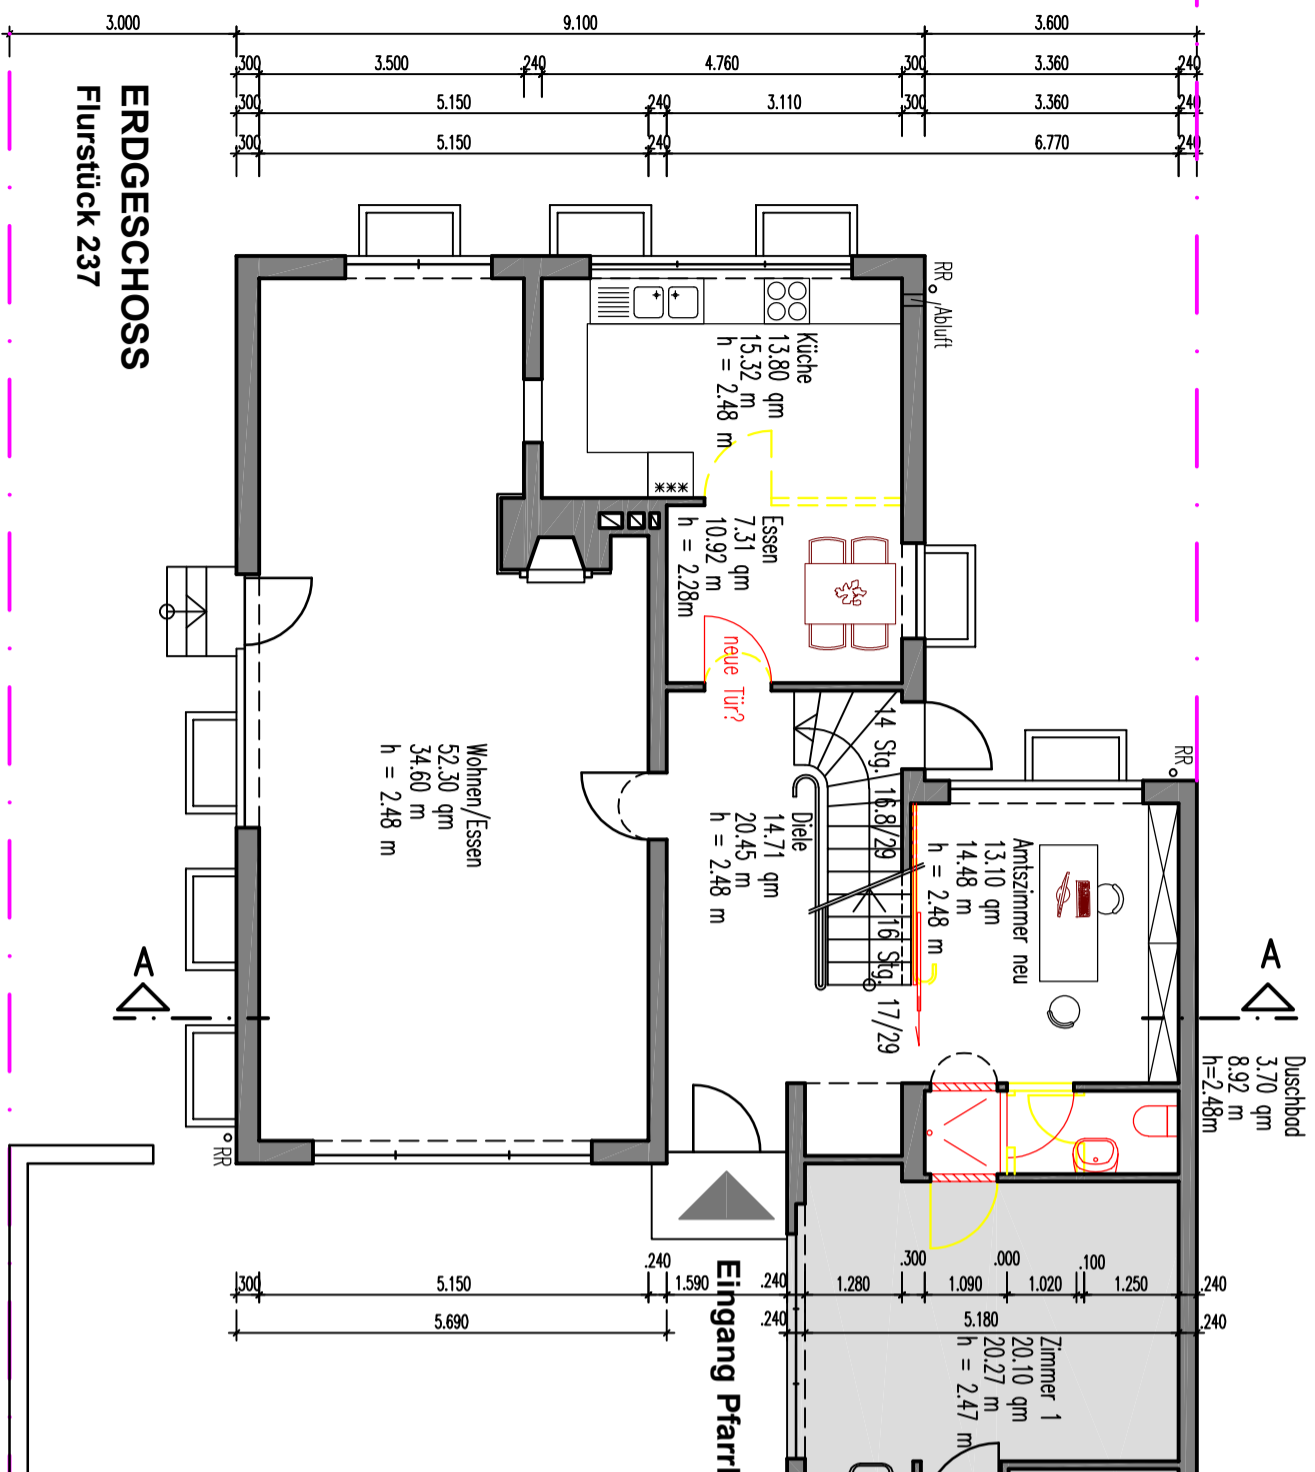 3.000
9.100
3.600
.300
3.500
.240
4.760
.300
3.360
.240
.300
5.150
.240
3.110
.300
3.360
.240
.300
5.150
.240
6.770
.240
ERDGESCHOSS
Flurstück 237
RR
Abluft
Küche
13.80 qm
15.32 m
h = 2.48 m
***
Essen
7.31 qm
10.92 m
h = 2.28m
neue Tür?
14 Stg. 16.8/29
16 Stg. 17/29
RR
Wohnen/Essen
52.30 qm
34.60 m
h = 2.48 m
Diele
14.71 qm
20.45 m
h = 2.48 m
Amtszimmer neu
13.10 qm
14.48 m
h = 2.48 m
A
A
Duschbad
3.70 qm
8.92 m
h=2.48m
RR
Eingang
.300
5.150
.240
1.590
.240
1.280
.300
1.090
.000
1.020
.100
1.250
.240
5.690
.240
5.180
.240
Zimmer 1
20.10 qm
20.27 m
h = 2.47 m